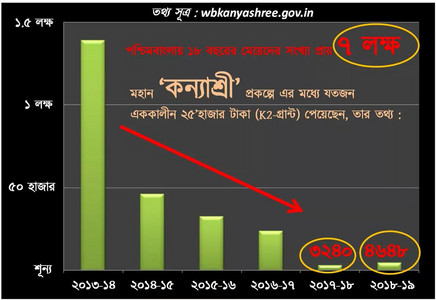 তথ্য সূত্র : wbkanyashree.gov.in
১.৫ লক্ষ
পশ্চিমবাংলায় ১৮ বছরের মেয়েদের সংখ্যা প্রায় ৭ লক্ষ
মহান ‘কন্যাশ্রী’ প্রকল্পে এর মধ্যে যতজন
এককালীন ২৫'হাজার টাকা (K2-গ্রান্ট) পেয়েছেন, তার তথ্য :
১ লক্ষ
৫০ হাজার
৩২৪০ ৪৬৪৮
শূন্য
২০১৩-১৪ ২০১৪-১৫ ২০১৫-১৬ ২০১৬-১৭ ২০১৭-১৮ ২০১৮-১৯